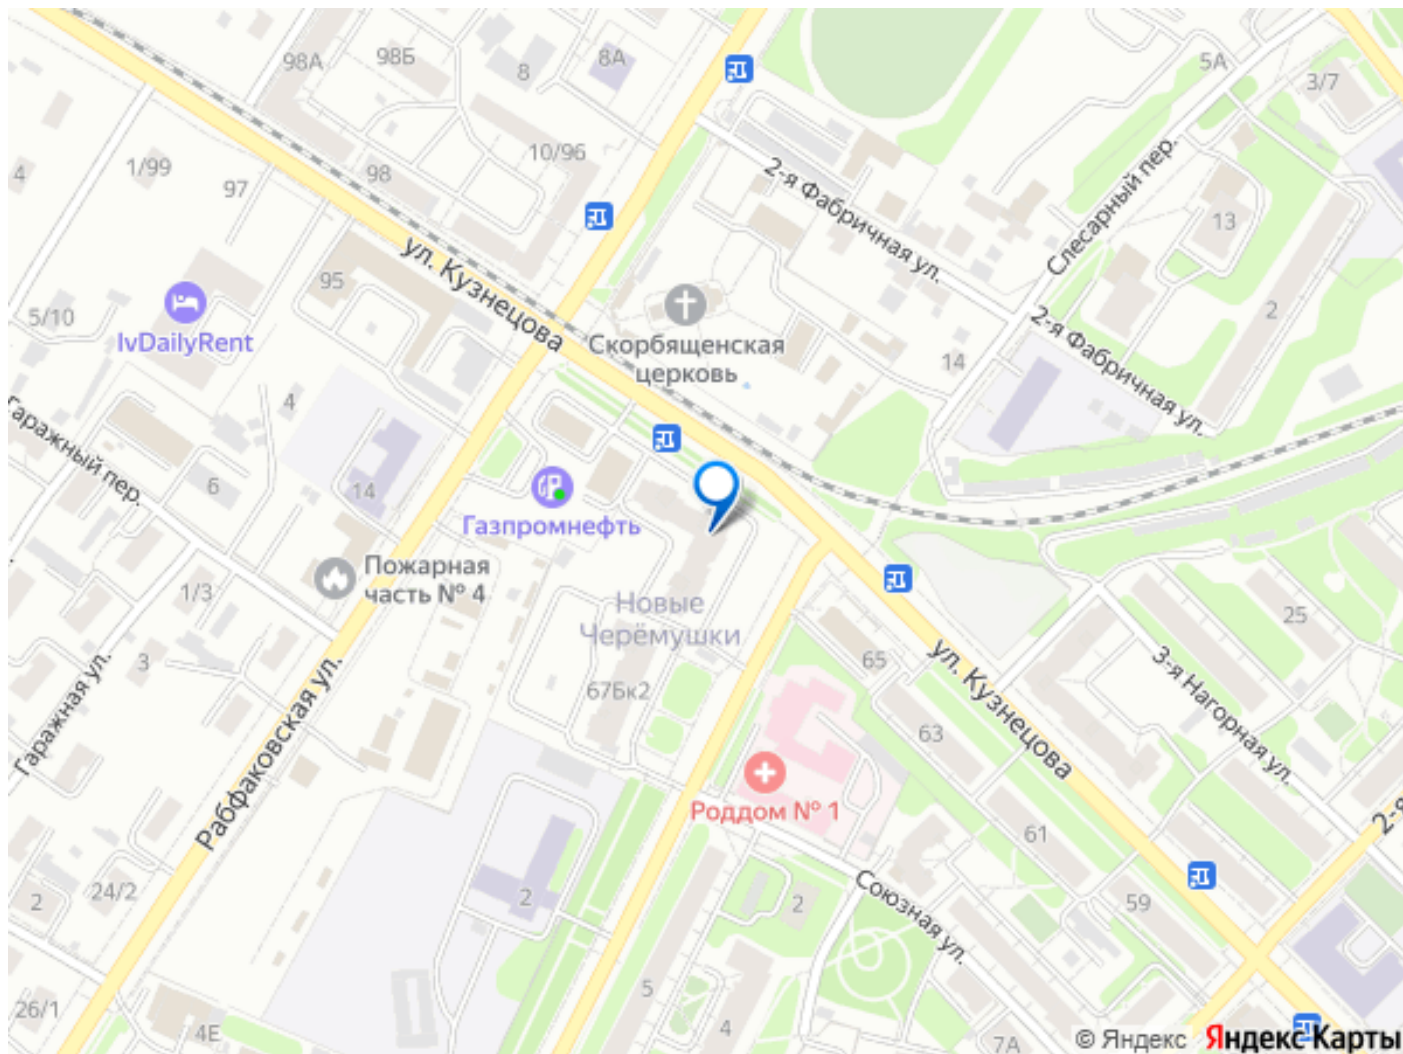 98А
98Б
8
8А
5А
3/7
4
1/99
97
98
10/96
2-я Фабричная ул.
Слесарный пер.
13
ул. Кузнецова
95
5/10
IvDailyRent
Скорбященская
церковь
2
2-я Фабричная ул.
14
4
Гаражный пер.
6
14
Газпромнефть
Пожарная
часть № 4
1/3
Новые
Черёмушки
25
65
ул. Кузнецова
3-я Нагорная ул.
3
Гаражная ул.
67Бк2
63
Рабфаковская ул.
Роддом № 1
61
2-я
2
24/2
2
2
Союзная ул.
59
26/1
4Е
5
4
7А
© Яндекс
Яндекс Карты